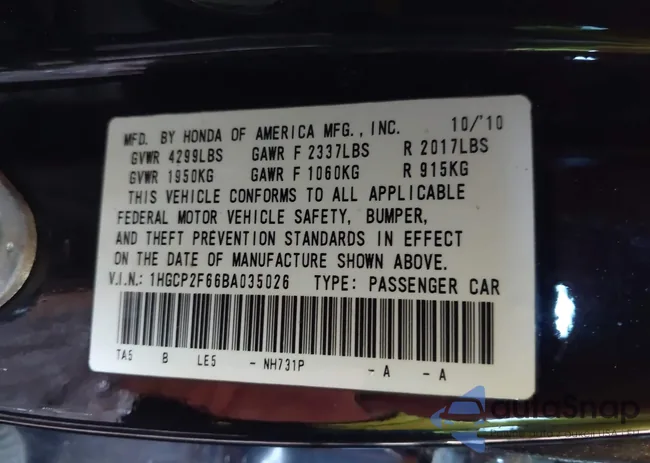 MFD. BY HONDA OF AMERICA MFG., INC. 10/'10
GVWR 4299LBS GAWR F 2337LBS R 2017LBS
GVWR 1950KG GAWR F 1060KG R 915KG
THIS VEHICLE CONFORMS TO ALL APPLICABLE
FEDERAL MOTOR VEHICLE SAFETY, BUMPER,
AND THEFT PREVENTION STANDARDS IN EFFECT
ON THE DATE OF MANUFACTURE SHOWN ABOVE.
V.I.N.: 1HGCP2F66BA035026 TYPE: PASSENGER CAR
TA5 B LE5 - NH731P - A - A